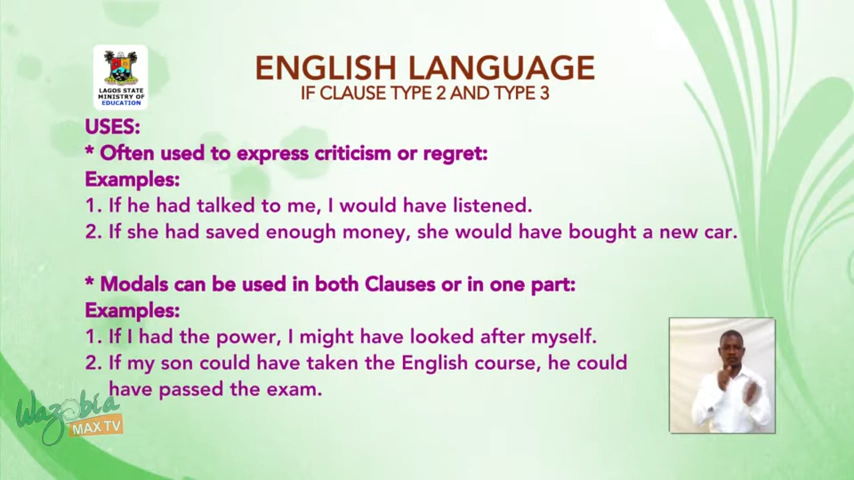 LAGOS STATE
MINISTRY OF
EDUCATION
ENGLISH LANGUAGE
IF CLAUSE TYPE 2 AND TYPE 3
USES:
* Often used to express criticism or regret:
Examples:
1. If he had talked to me, I would have listened.
2. If she had saved enough money, she would have bought a new car.
* Modals can be used in both Clauses or in one part:
Examples:
1. If I had the power, I might have looked after myself.
2. If my son could have taken the English course, he could
have passed the exam.
Wazobia
MAX TV